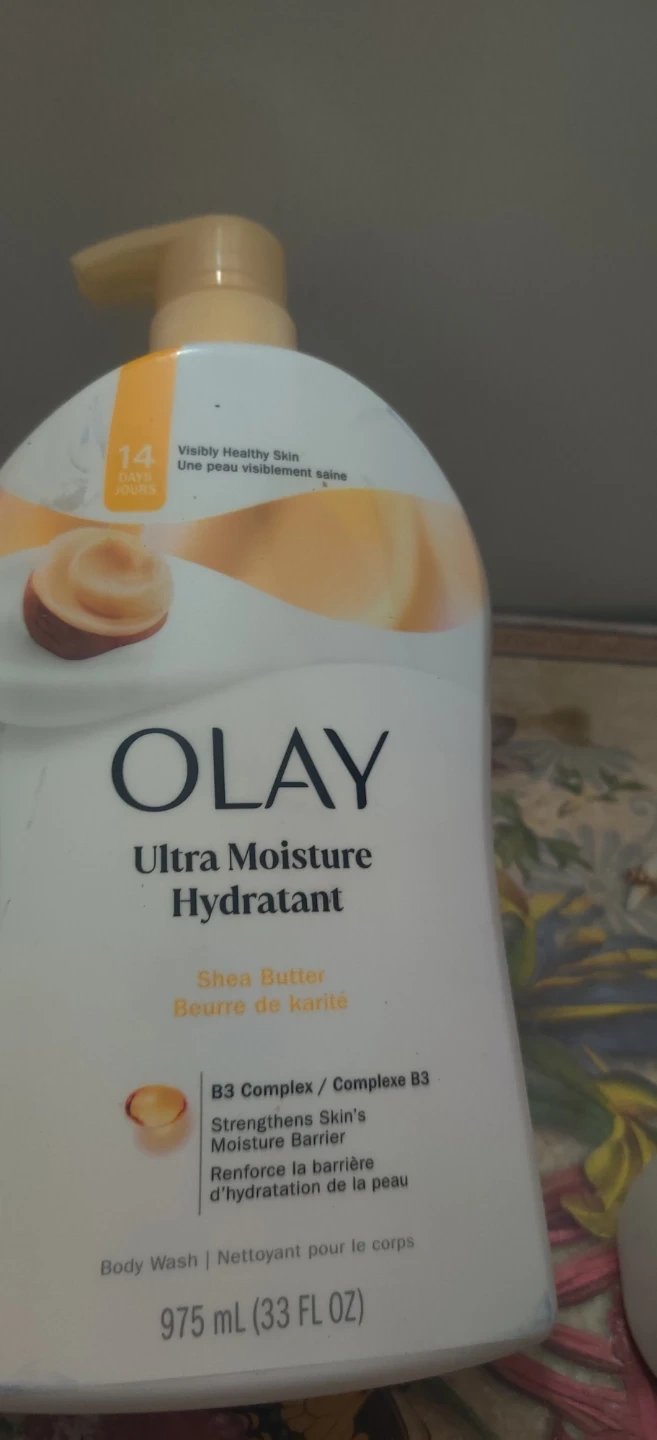 14
DAYS
JOURS
Visibly Healthy Skin
Une peau visiblement saine
OLAY
Ultra Moisture
Hydratant
Shea Butter
Beurre de karité
B3 Complex / Complexe B3
Strengthens Skin's
Moisture Barrier
Renforce la barrière
d'hydratation de la peau
Body Wash | Nettoyant pour le corps
975 mL (33 FL OZ)